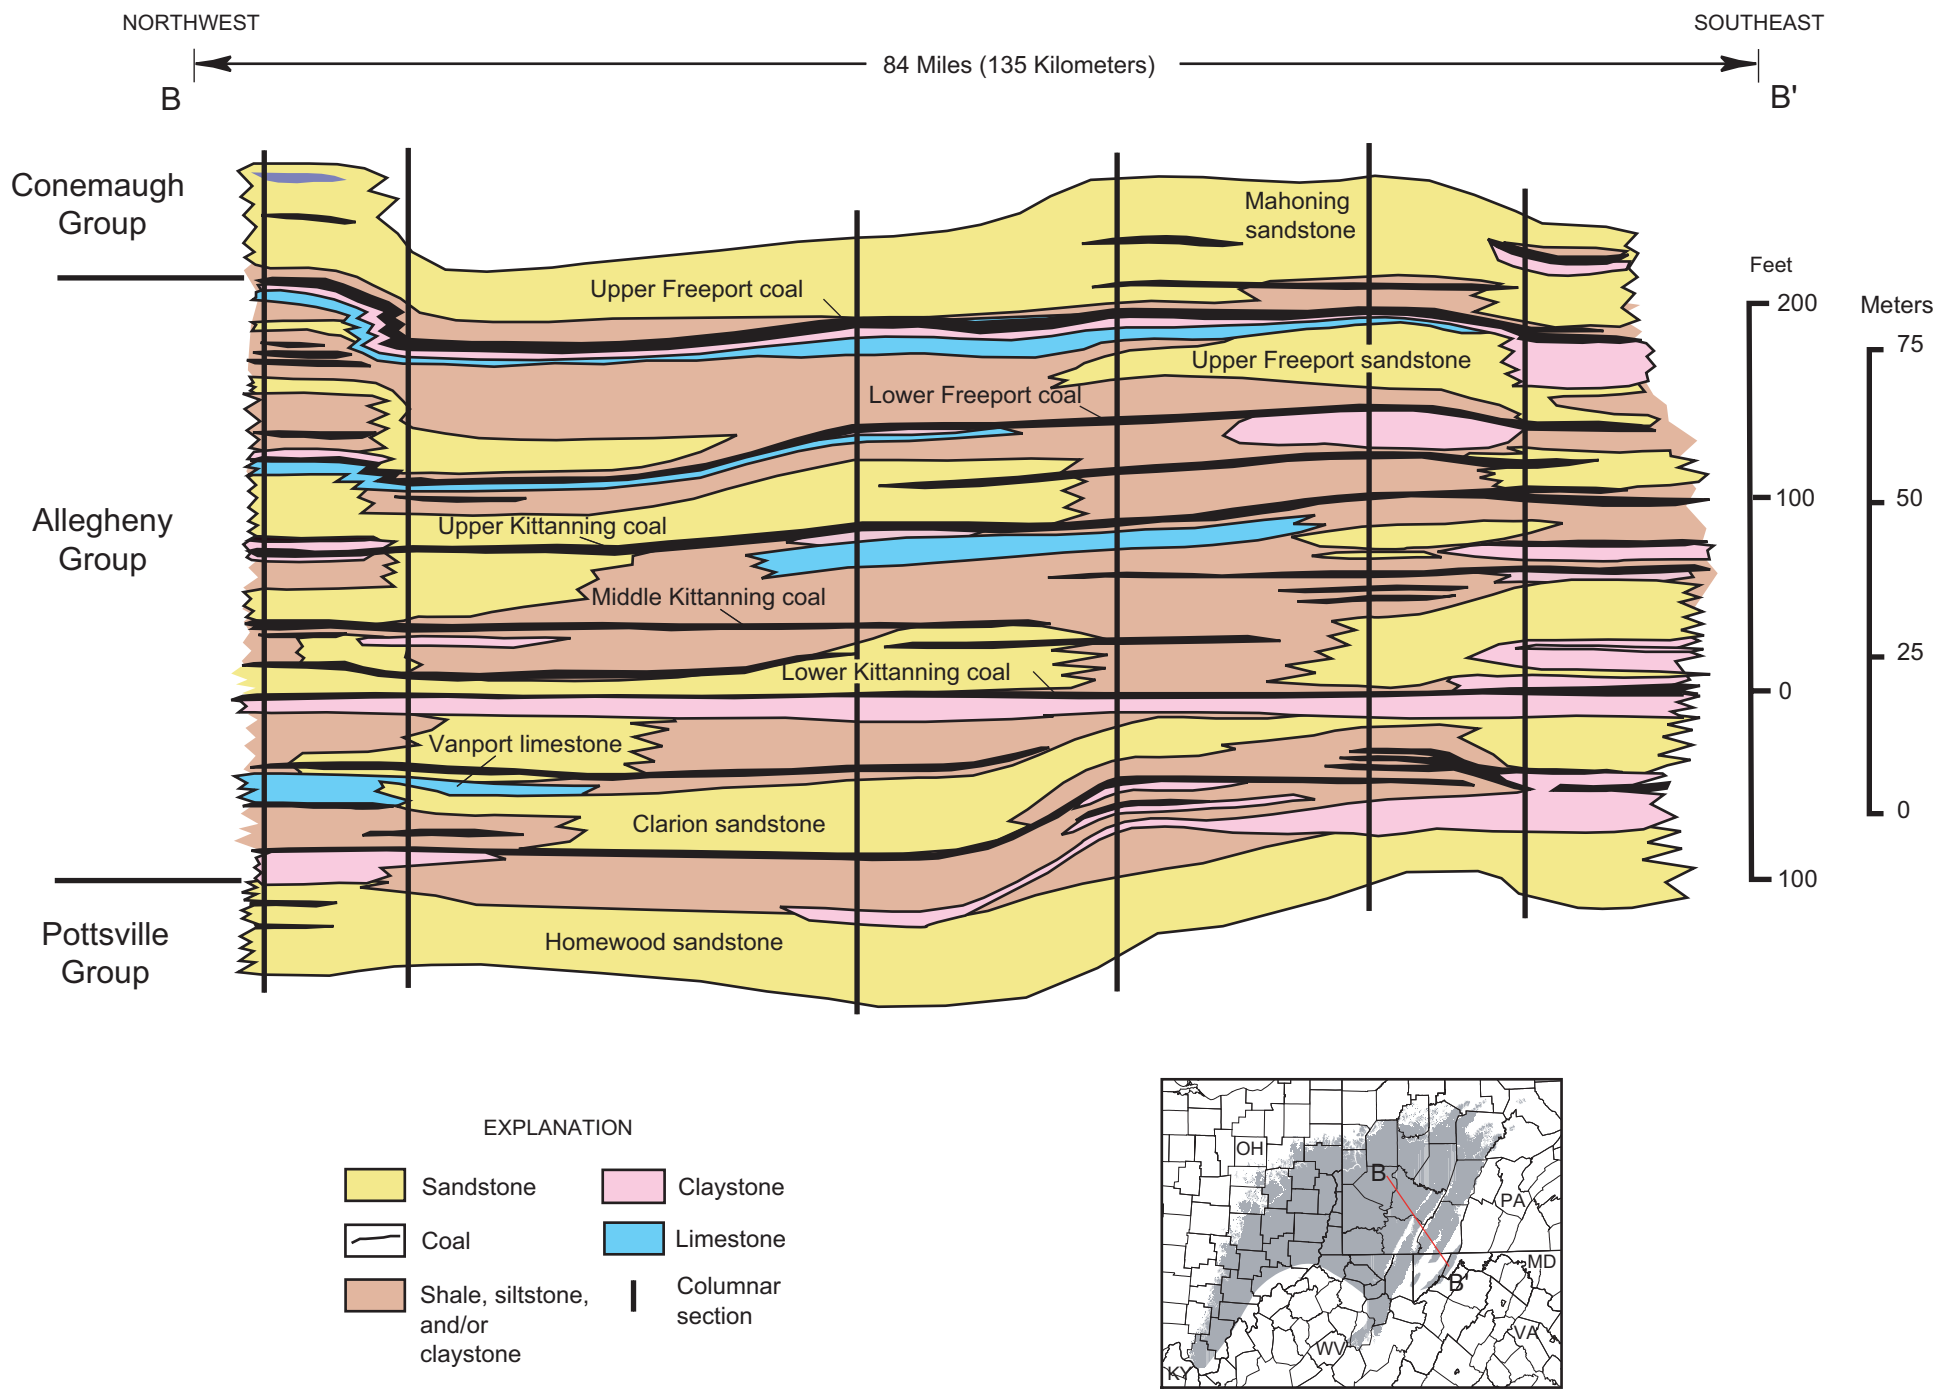 NORTHWEST
SOUTHEAST
84 Miles (135 Kilometers)
B
B'
Conemaugh
Group
Mahoning
sandstone
Feet
Meters
Upper Freeport coal
200
75
Upper Freeport sandstone
Lower Freeport coal
Allegheny
Group
Upper Kittanning coal
100
50
Middle Kittanning coal
Lower Kittanning coal
25
0
Vanport limestone
Clarion sandstone
0
100
Pottsville
Group
Homewood sandstone
EXPLANATION
Sandstone
Claystone
Coal
Limestone
Shale, siltstone,
and/or
claystone
Columnar
section
OH
B
PA
MD
B'
VA
WV
KY